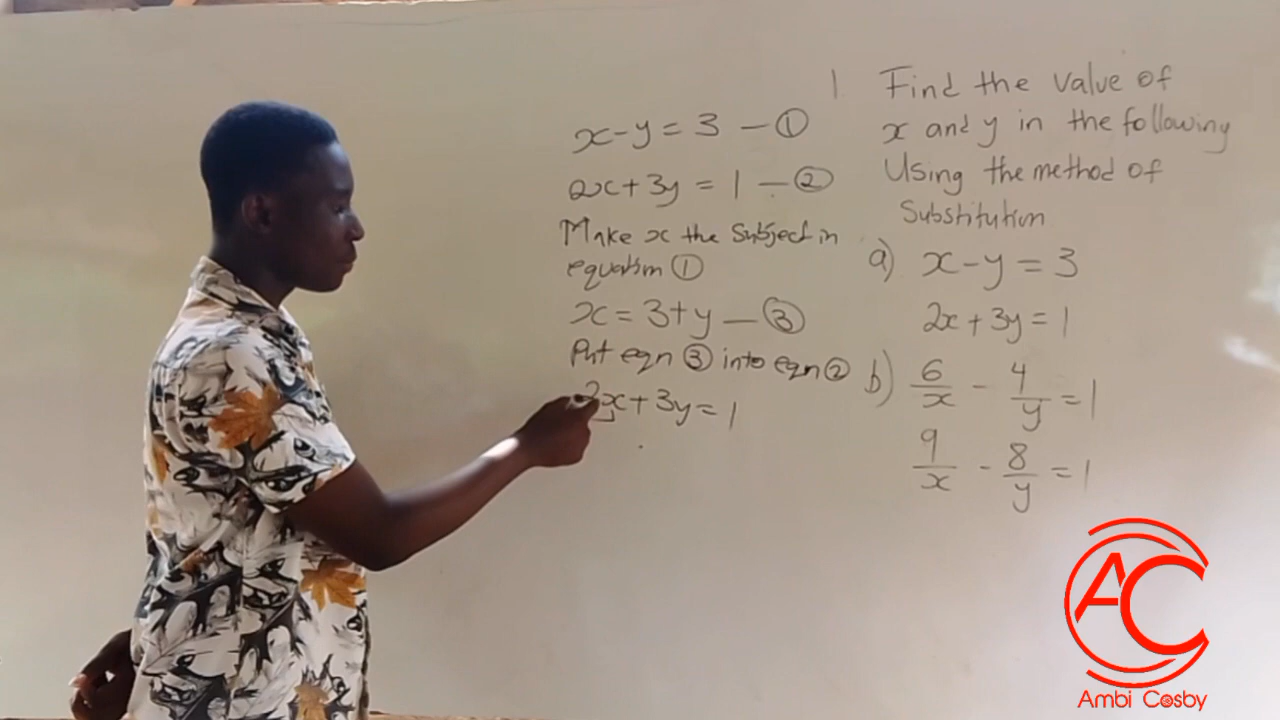 x-y = 3 - ①
2x+3y = 1 - ②
Make x the Subject in
equation ①
x = 3+y - ③
Put eqn ③ into eqn ②
2x+3y = 1
1 Find the value of
x and y in the following
Using the method of
Substitution
a) x-y = 3
2x+3y = 1
b) 6/x - 4/y = 1
9/x - 8/y = 1
AC
Ambi Cosby